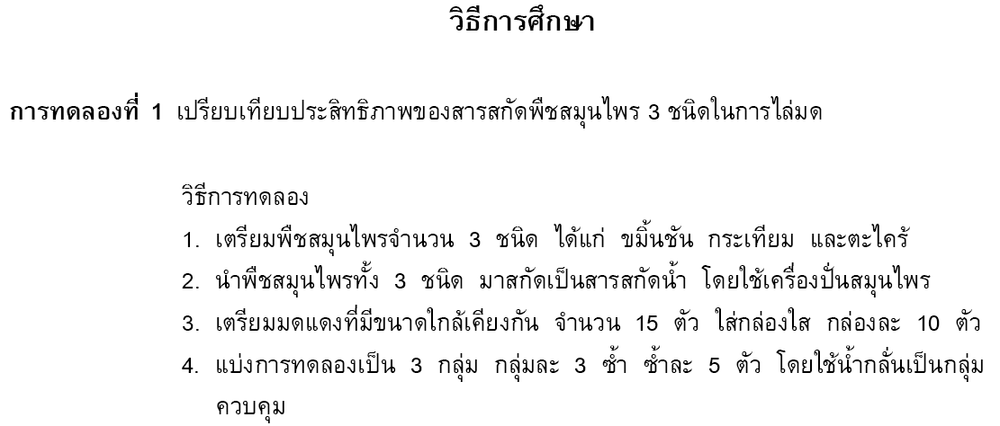 วิธีการศึกษา
การทดลองที่ 1 เปรียบเทียบประสิทธิภาพของสารสกัดพืชสมุนไพร 3 ชนิดในการไล่มด
วิธีการทดลอง
1. เตรียมพืชสมุนไพรจำนวน 3 ชนิด ได้แก่ ขมิ้นชัน กระเทียม และตะไคร้
2. นำพืชสมุนไพรทั้ง 3 ชนิด มาสกัดเป็นสารสกัดน้ำ โดยใช้เครื่องปั่นสมุนไพร
3. เตรียมมดแดงที่มีขนาดใกล้เคียงกัน จำนวน 15 ตัว ใส่กล่องใส กล่องละ 10 ตัว
4. แบ่งการทดลองเป็น 3 กลุ่ม กลุ่มละ 3 ซ้ำ ซ้ำละ 5 ตัว โดยใช้น้ำกลั่นเป็นกลุ่ม
ควบคุม